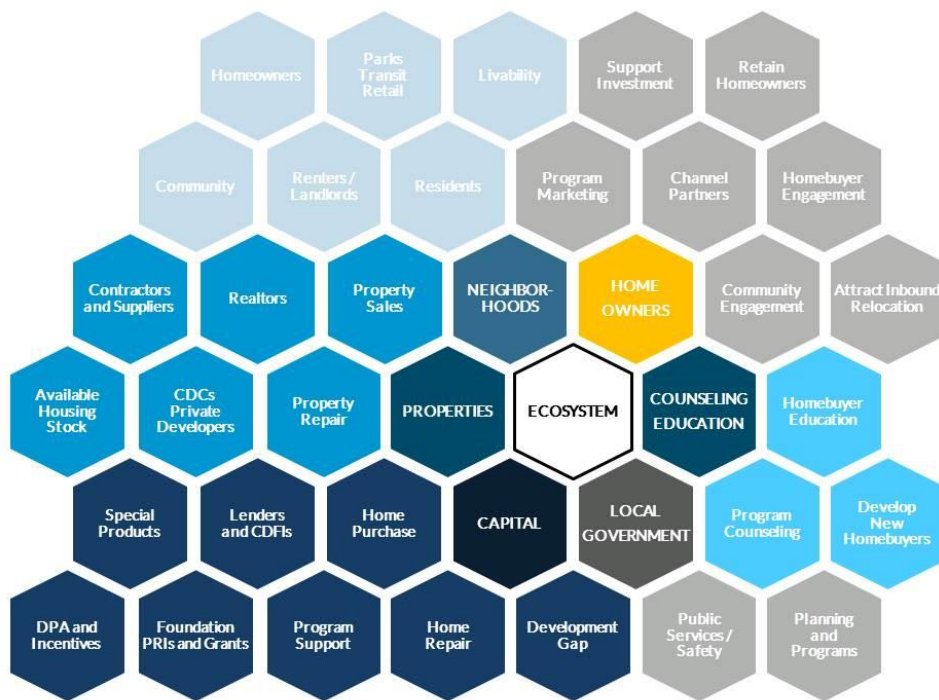 Homeowners
Parks
Transit
Retail
Livability
Support
Investment
Retain
Homeowners
Community
Renters /
Landlords
Residents
Program
Marketing
Channel
Partners
Homebuyer
Engagement
Contractors
and Suppliers
Realtors
Property
Sales
NEIGHBOR-
HOODS
HOME
OWNERS
Community
Engagement
Attract Inbound
Relocation
Available
Housing
Stock
CDCs
Private
Developers
Property
Repair
PROPERTIES
ECOSYSTEM
COUNSELING
EDUCATION
Homebuyer
Education
Special
Products
Lenders
and CDFIs
Home
Purchase
CAPITAL
LOCAL
GOVERNMENT
Program
Counseling
Develop
New
Homebuyers
DPA and
Incentives
Foundation
PRIs and Grants
Program
Support
Home
Repair
Development
Gap
Public
Services /
Safety
Planning
and
Programs